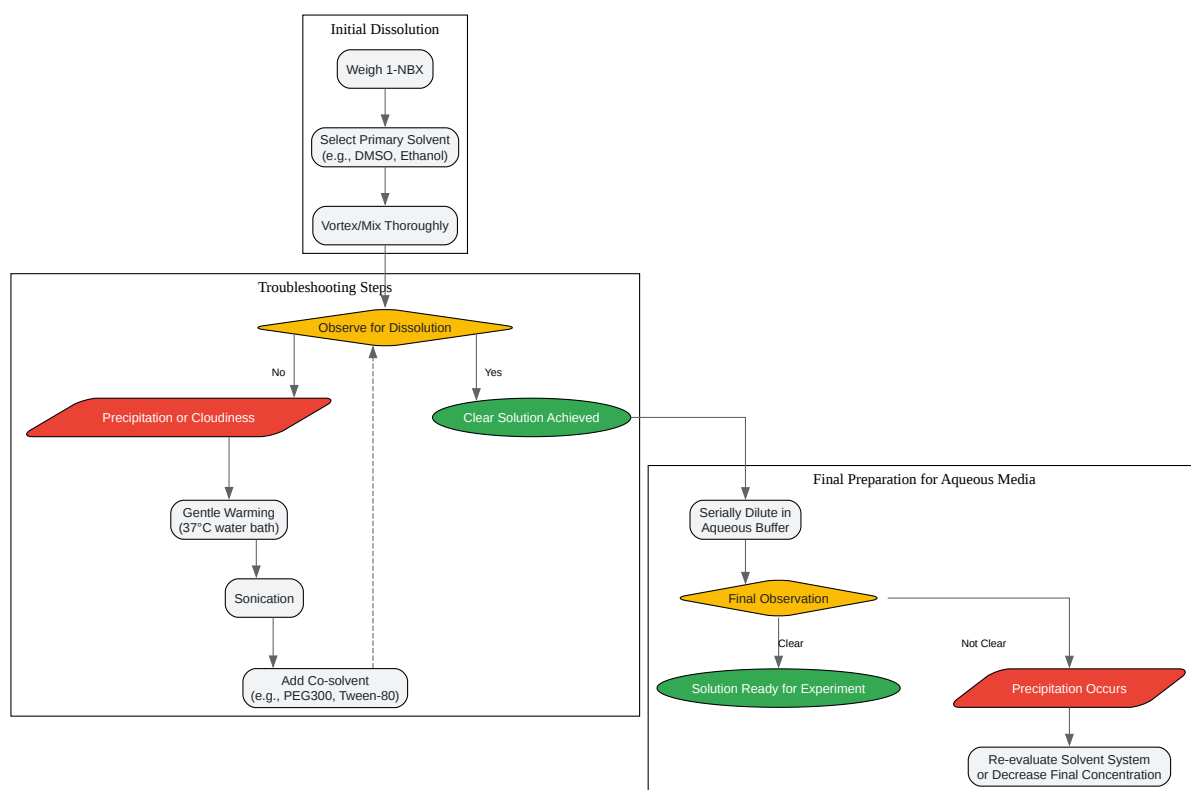 Initial Dissolution
Weigh 1-NBX
Select Primary Solvent
(e.g., DMSO, Ethanol)
Vortex/Mix Thoroughly
Troubleshooting Steps
Observe for Dissolution
No
Yes
Precipitation or Cloudiness
Clear Solution Achieved
Gentle Warming
(37°C water bath)
Sonication
Add Co-solvent
(e.g., PEG300, Tween-80)
Final Preparation for Aqueous Media
Serially Dilute in
Aqueous Buffer
Final Observation
Clear
Not Clear
Solution Ready for Experiment
Precipitation Occurs
Re-evaluate Solvent System
or Decrease Final Concentration